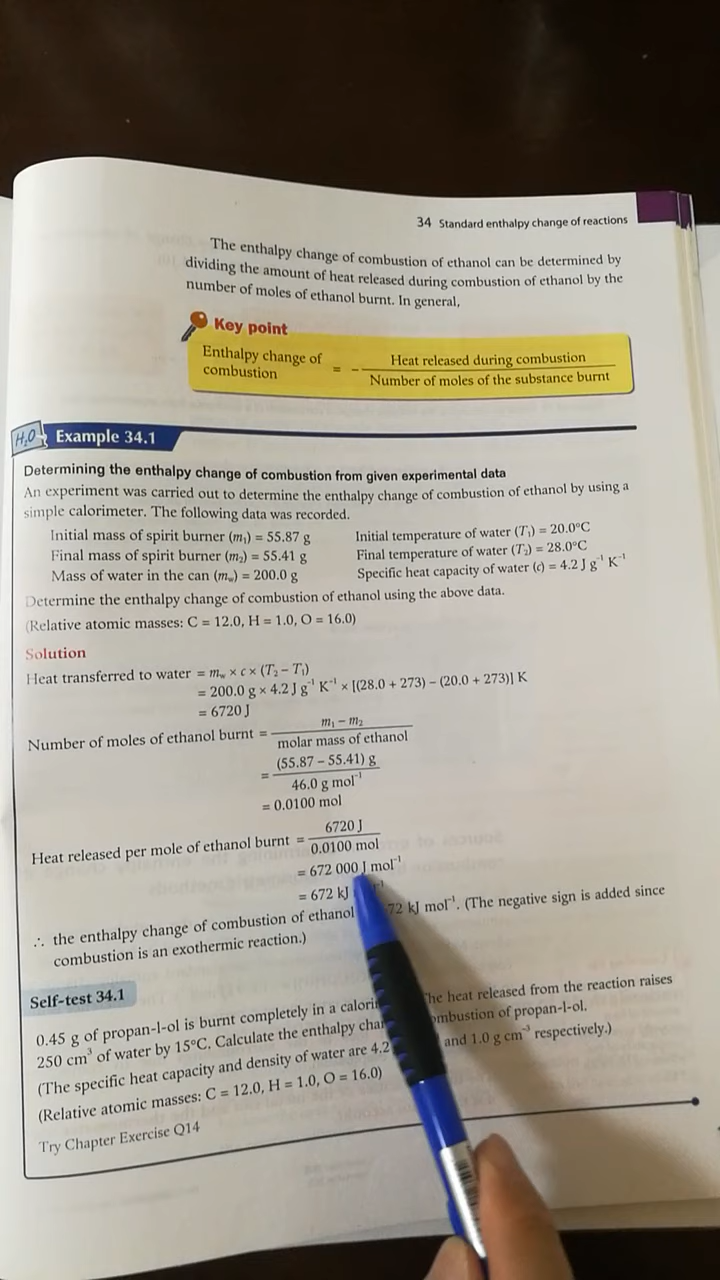 34 Standard enthalpy change of reactions
The enthalpy change of combustion of ethanol can be determined by
dividing the amount of heat released during combustion of ethanol by the
number of moles of ethanol burnt. In general,
Key point
Enthalpy change of combustion = − Heat released during combustion / Number of moles of the substance burnt
H₂O Example 34.1
Determining the enthalpy change of combustion from given experimental data
An experiment was carried out to determine the enthalpy change of combustion of ethanol by using a
simple calorimeter. The following data was recorded.
Initial mass of spirit burner (m₁) = 55.87 g Initial temperature of water (T₁) = 20.0°C
Final mass of spirit burner (m₂) = 55.41 g Final temperature of water (T₂) = 28.0°C
Mass of water in the can (mw) = 200.0 g Specific heat capacity of water (c) = 4.2 J g⁻¹ K⁻¹
Determine the enthalpy change of combustion of ethanol using the above data.
(Relative atomic masses: C = 12.0, H = 1.0, O = 16.0)
Solution
Heat transferred to water = mw × c × (T₂ − T₁)
= 200.0 g × 4.2 J g⁻¹ K⁻¹ × [(28.0 + 273) − (20.0 + 273)] K
= 6720 J
Number of moles of ethanol burnt = m₁ − m₂ / molar mass of ethanol
= (55.87 − 55.41) g / 46.0 g mol⁻¹
= 0.0100 mol
Heat released per mole of ethanol burnt = 6720 J / 0.0100 mol
= 672 000 J mol⁻¹
= 672 kJ
∴ the enthalpy change of combustion of ethanol 72 kJ mol⁻¹. (The negative sign is added since
combustion is an exothermic reaction.)
Self-test 34.1
0.45 g of propan-l-ol is burnt completely in a The heat released from the reaction raises
250 cm³ of water by 15°C. Calculate the enthalpy combustion of propan-l-ol.
(The specific heat capacity and density of water are 4.2 and 1.0 g cm⁻³ respectively.)
(Relative atomic masses: C = 12.0, H = 1.0, O = 16.0)
Try Chapter Exercise Q14